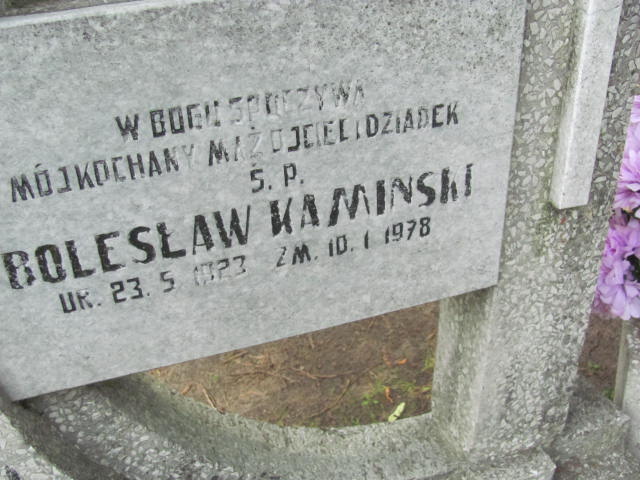 W BOGU SPOCZYWA
MÓJ KOCHANY MĄŻ OJCIEC I DZIADEK
Ś. P.
BOLESŁAW KAMIŃSKI
UR. 23. 5 1923 ZM. 10. 1 1978